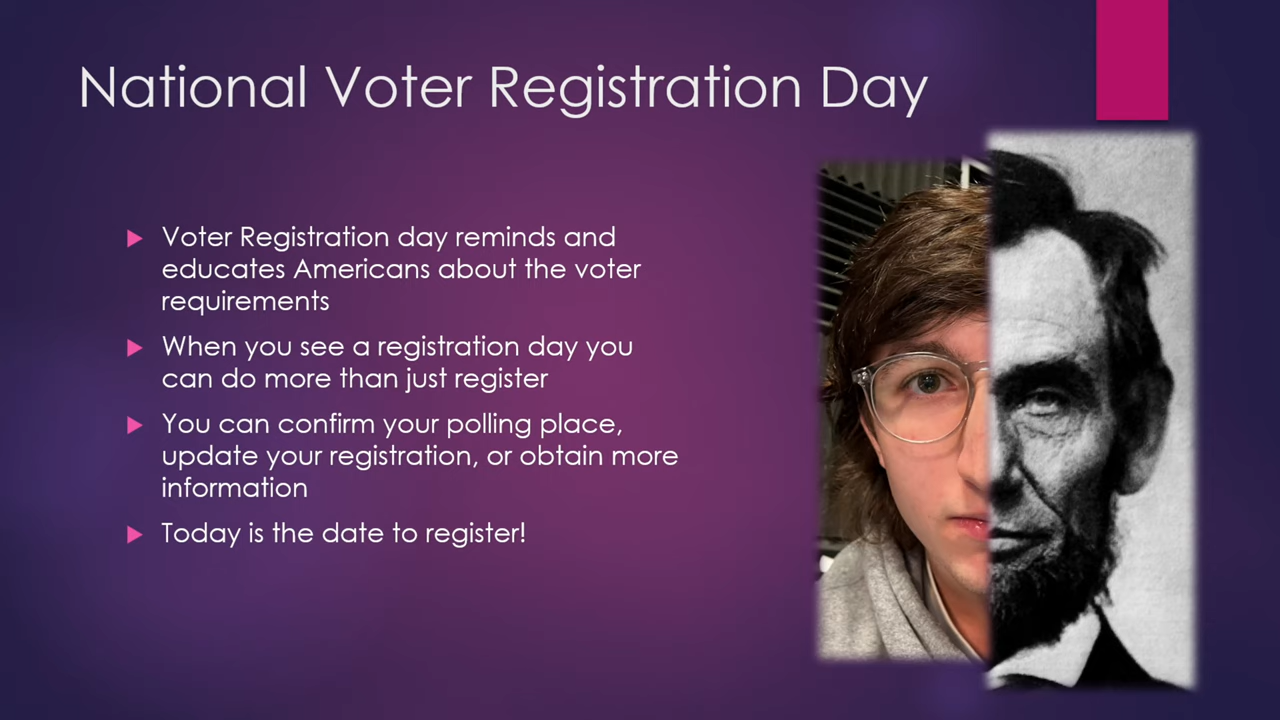 National Voter Registration Day
Voter Registration day reminds and
educates Americans about the voter
requirements
When you see a registration day you
can do more than just register
You can confirm your polling place,
update your registration, or obtain more
information
Today is the date to register!